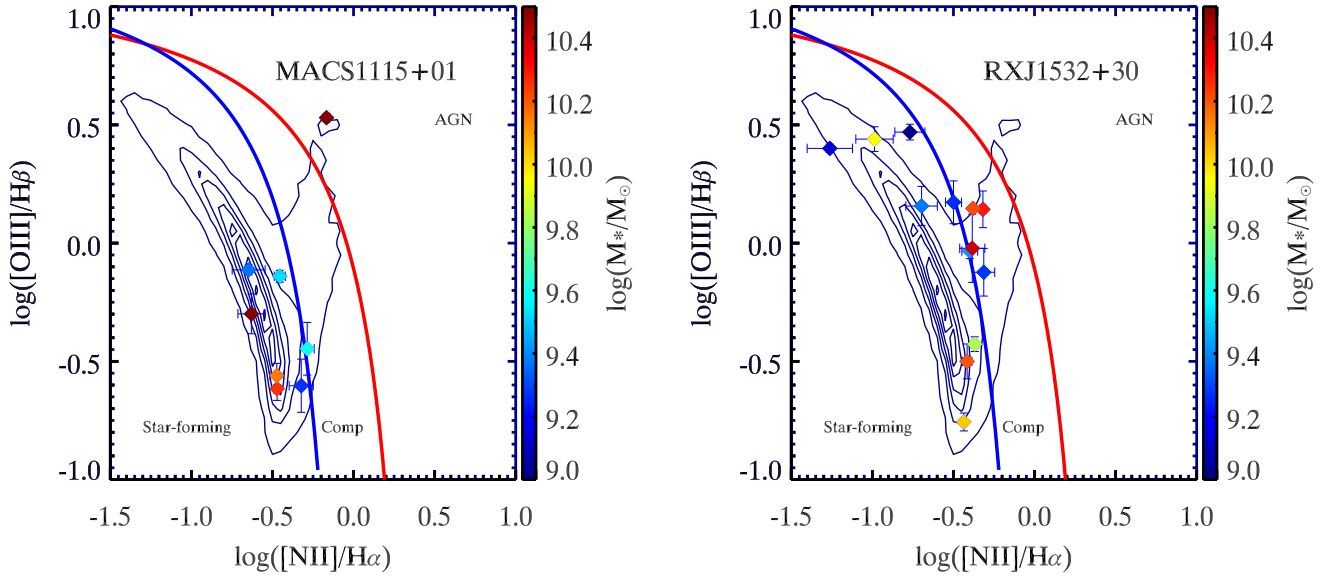 MACS1115+01
AGN
Star-forming
Comp
1.0
0.5
0.0
-0.5
-1.0
log([OIII]/Hβ)
-1.5 -1.0 -0.5 0.0 0.5 1.0
log([NII]/Hα)
10.4
10.2
10.0
9.8
9.6
9.4
9.2
9.0
log(M*/M☉)
RXJ1532+30
AGN
Star-forming
Comp
1.0
0.5
0.0
-0.5
-1.0
log([OIII]/Hβ)
-1.5 -1.0 -0.5 0.0 0.5 1.0
log([NII]/Hα)
10.4
10.2
10.0
9.8
9.6
9.4
9.2
9.0
log(M*/M☉)